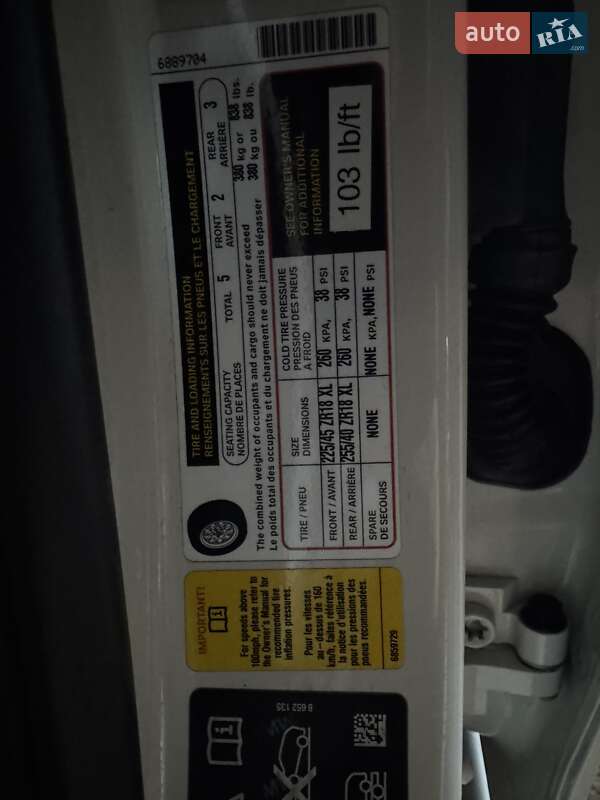 auto RIA .com
6889704
TIRE AND LOADING INFORMATION
RENSEIGNEMENTS SUR LES PNEUS ET LE CHARGEMENT
SEATING CAPACITY
NOMBRE DE PLACES
TOTAL 5
FRONT
AVANT
2
REAR
ARRIÈRE
3
The combined weight of occupants and cargo should never exceed 380 kg or 838 lbs.
Le poids total des occupants et du chargement ne doit jamais dépasser 380 kg ou 838 lb.
TIRE / PNEU
SIZE
DIMENSIONS
COLD TIRE PRESSURE
PRESSION DES PNEUS
A FROID
FRONT / AVANT 225/45 ZR18 XL 260 KPA, 38 PSI
REAR / ARRIÈRE 255/40 ZR18 XL 260 KPA, 38 PSI
SPARE
DE SECOURS
NONE NONE KPA, NONE PSI
SEE OWNER'S MANUAL
FOR ADDITIONAL
INFORMATION
103 lb/ft
IMPORTANT!
For speeds above
100mph, please refer to
the Owner's Manual for
recommended tire
inflation pressures.
Pour les vitesses
au - dessus de 160
km/h, faites référence à
la notice d'utilisation
pour les pressions des
pneus recommandées.
6859729
8 652 135